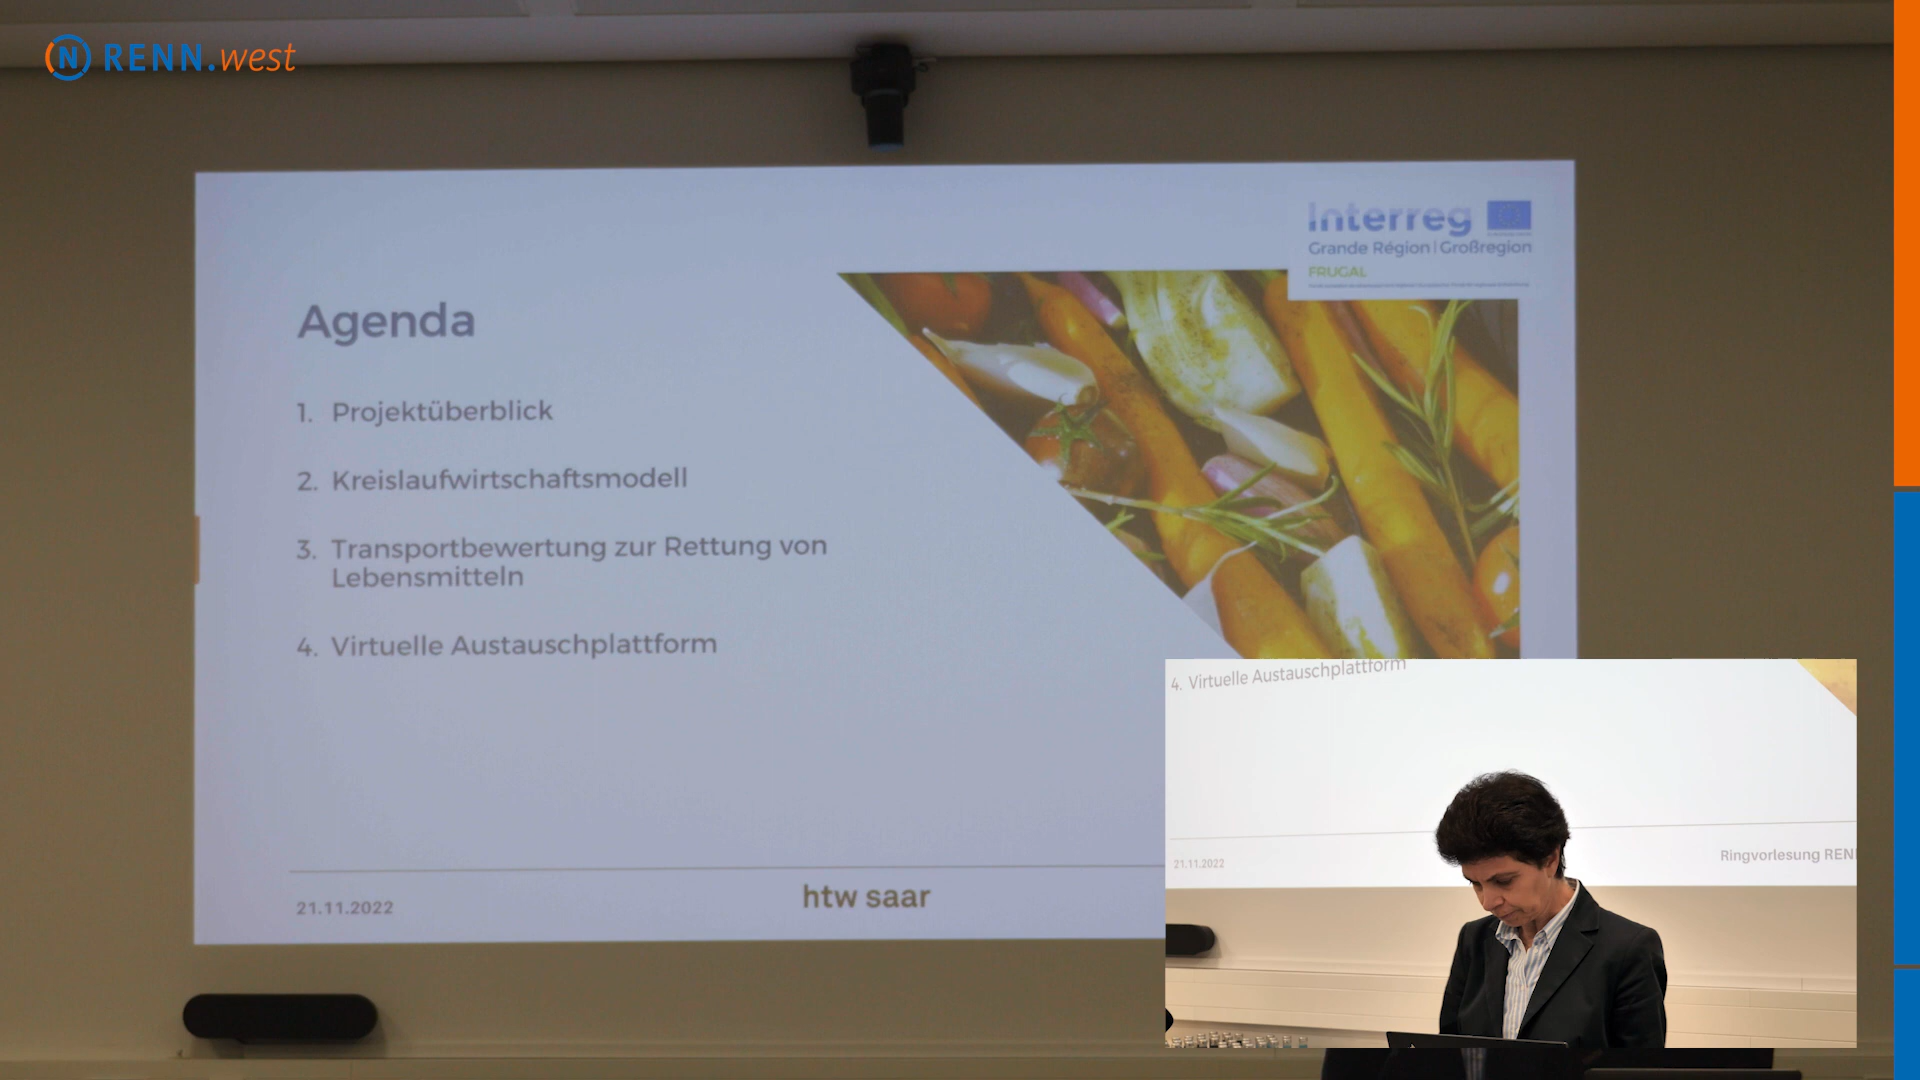 N RENN.west
Interreg
Grande Région | Großregion
FRUGAL
Agenda
1. Projektüberblick
2. Kreislaufwirtschaftsmodell
3. Transportbewertung zur Rettung von
Lebensmitteln
4. Virtuelle Austauschplattform
21.11.2022
htw saar
4. Virtuelle Austauschplattform
21.11.2022
Ringvorlesung REN